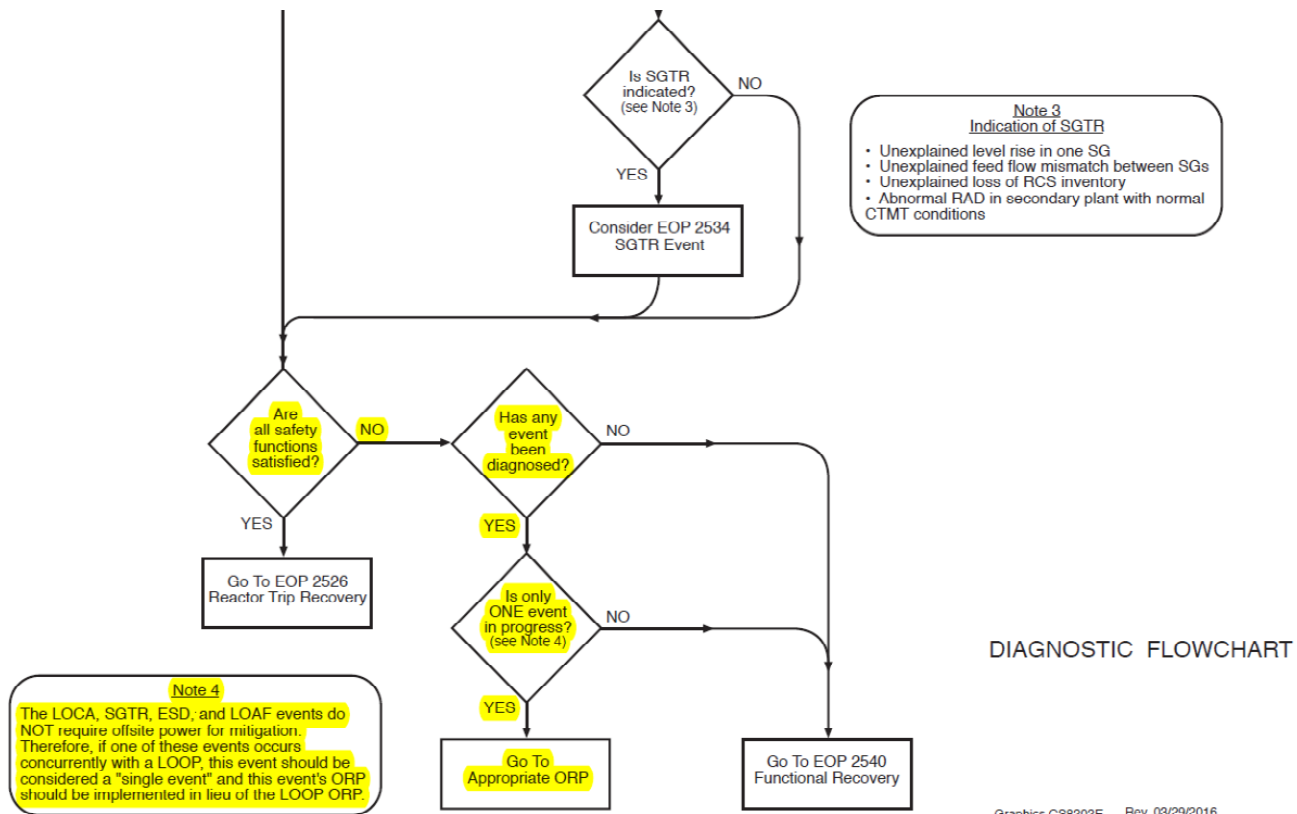 Is SGTR
indicated?
(see Note 3)
NO
YES
Note 3
Indication of SGTR
• Unexplained level rise in one SG
• Unexplained feed flow mismatch between SGs
• Unexplained loss of RCS inventory
• Abnormal RAD in secondary plant with normal
CTMT conditions
Consider EOP 2534
SGTR Event
Are
all safety
functions
satisfied?
NO
Has any
event
been
diagnosed?
NO
YES
YES
Go To EOP 2526
Reactor Trip Recovery
Is only
ONE event
in progress?
(see Note 4)
NO
DIAGNOSTIC FLOWCHART
YES
Note 4
The LOCA, SGTR, ESD, and LOAF events do
NOT require offsite power for mitigation.
Therefore, if one of these events occurs
concurrently with a LOOP, this event should be
considered a "single event" and this event's ORP
should be implemented in lieu of the LOOP ORP.
Go To
Appropriate ORP
Go To EOP 2540
Functional Recovery
Graphics Rev. 03/29/2016